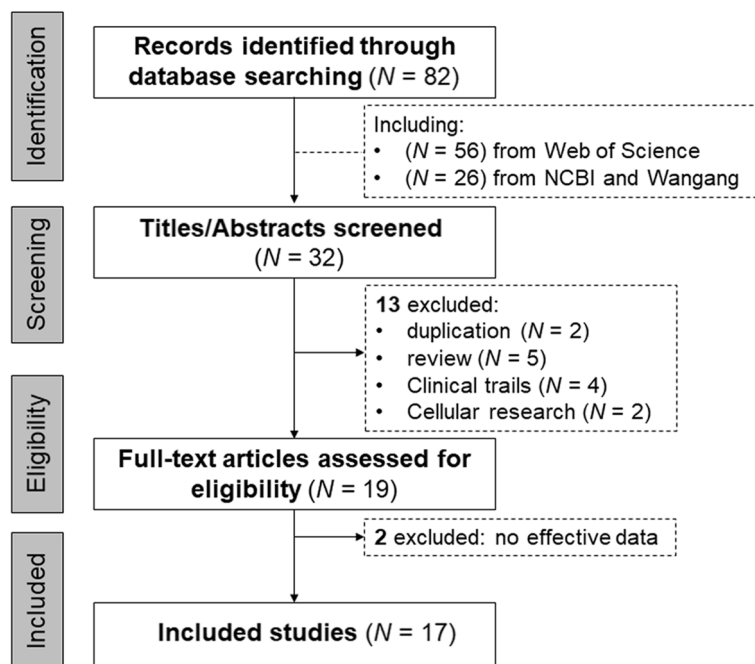 Identification
Records identified through
database searching (N = 82)
Including:
• (N = 56) from Web of Science
• (N = 26) from NCBI and Wangang
Screening
Titles/Abstracts screened
(N = 32)
13 excluded:
• duplication (N = 2)
• review (N = 5)
• Clinical trails (N = 4)
• Cellular research (N = 2)
Eligibility
Full-text articles assessed for
eligibility (N = 19)
2 excluded: no effective data
Included
Included studies (N = 17)